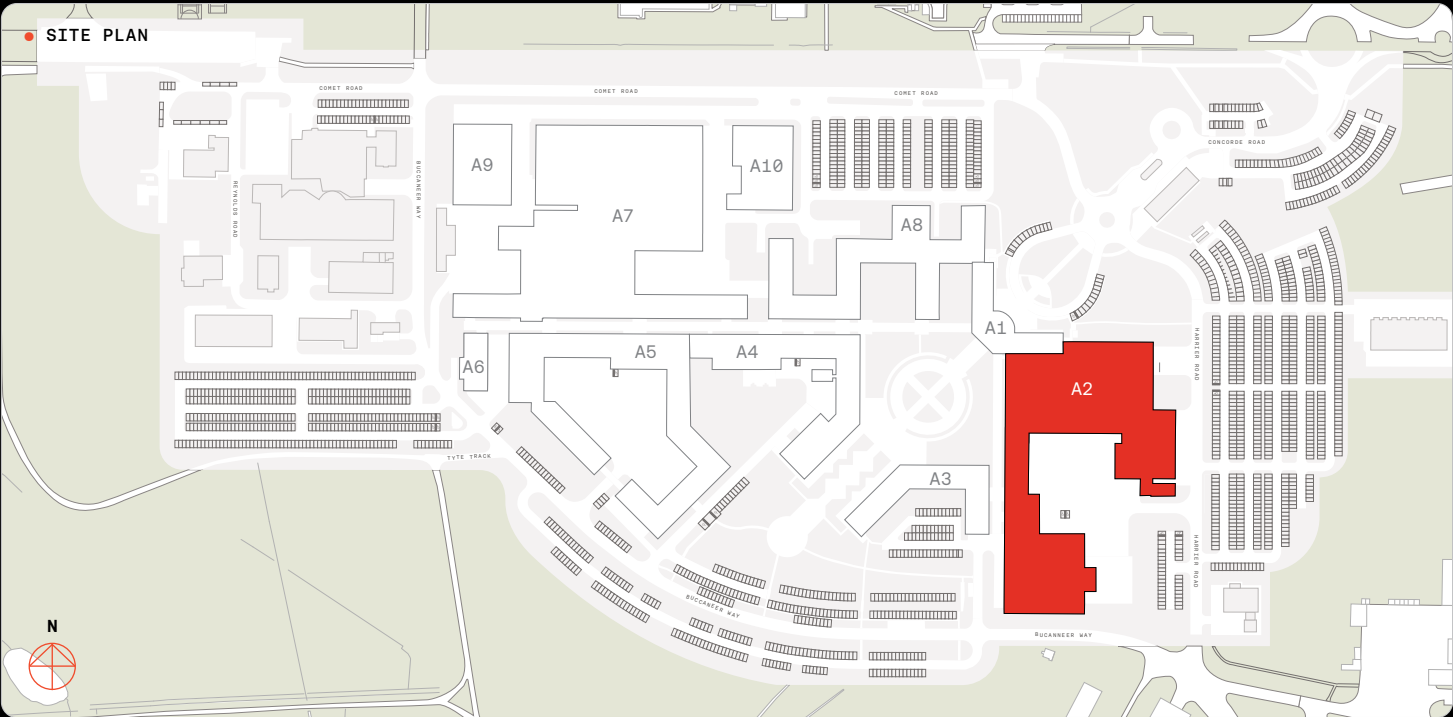 SITE PLAN
COMET ROAD
COMET ROAD
COMET ROAD
CONCORDE ROAD
A9
A10
A7
A8
BUCCANEER WAY
REYNOLDS ROAD
A1
A5
A4
A6
HARRIER ROAD
A2
TYTE TRACK
A3
HARRIER ROAD
BUCCANEER WAY
BUCANNEER WAY
N